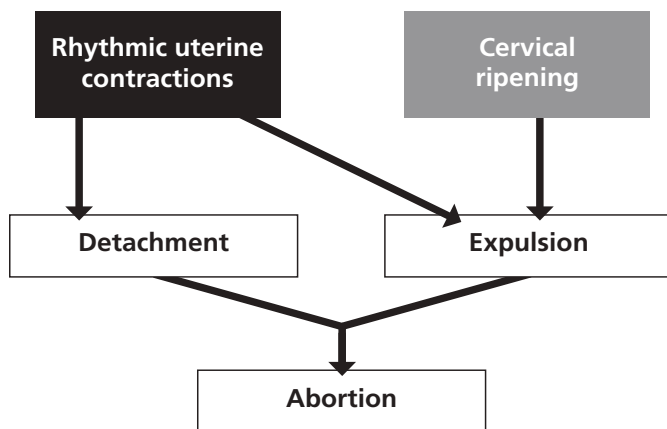 Rhythmic uterine
contractions
Cervical
ripening
Detachment
Expulsion
Abortion